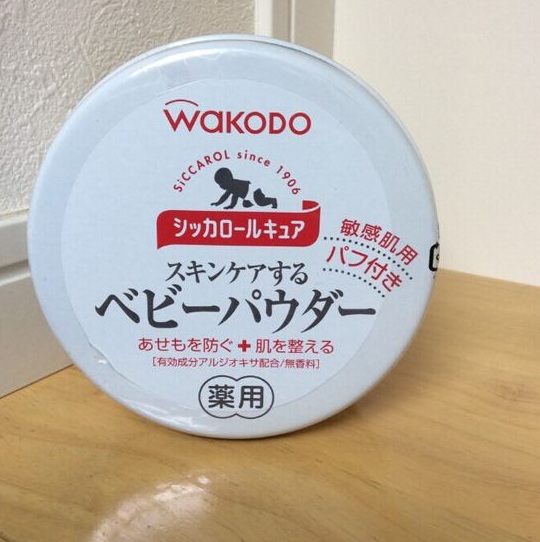 WAKODO
SiCCAROL since 1906
シッカロールキュア
敏感肌用
パフ付き
スキンケアする
ベビーパウダー
あせもを防ぐ+肌を整える
[有効成分アルジオキサ配合/無香料]
薬用